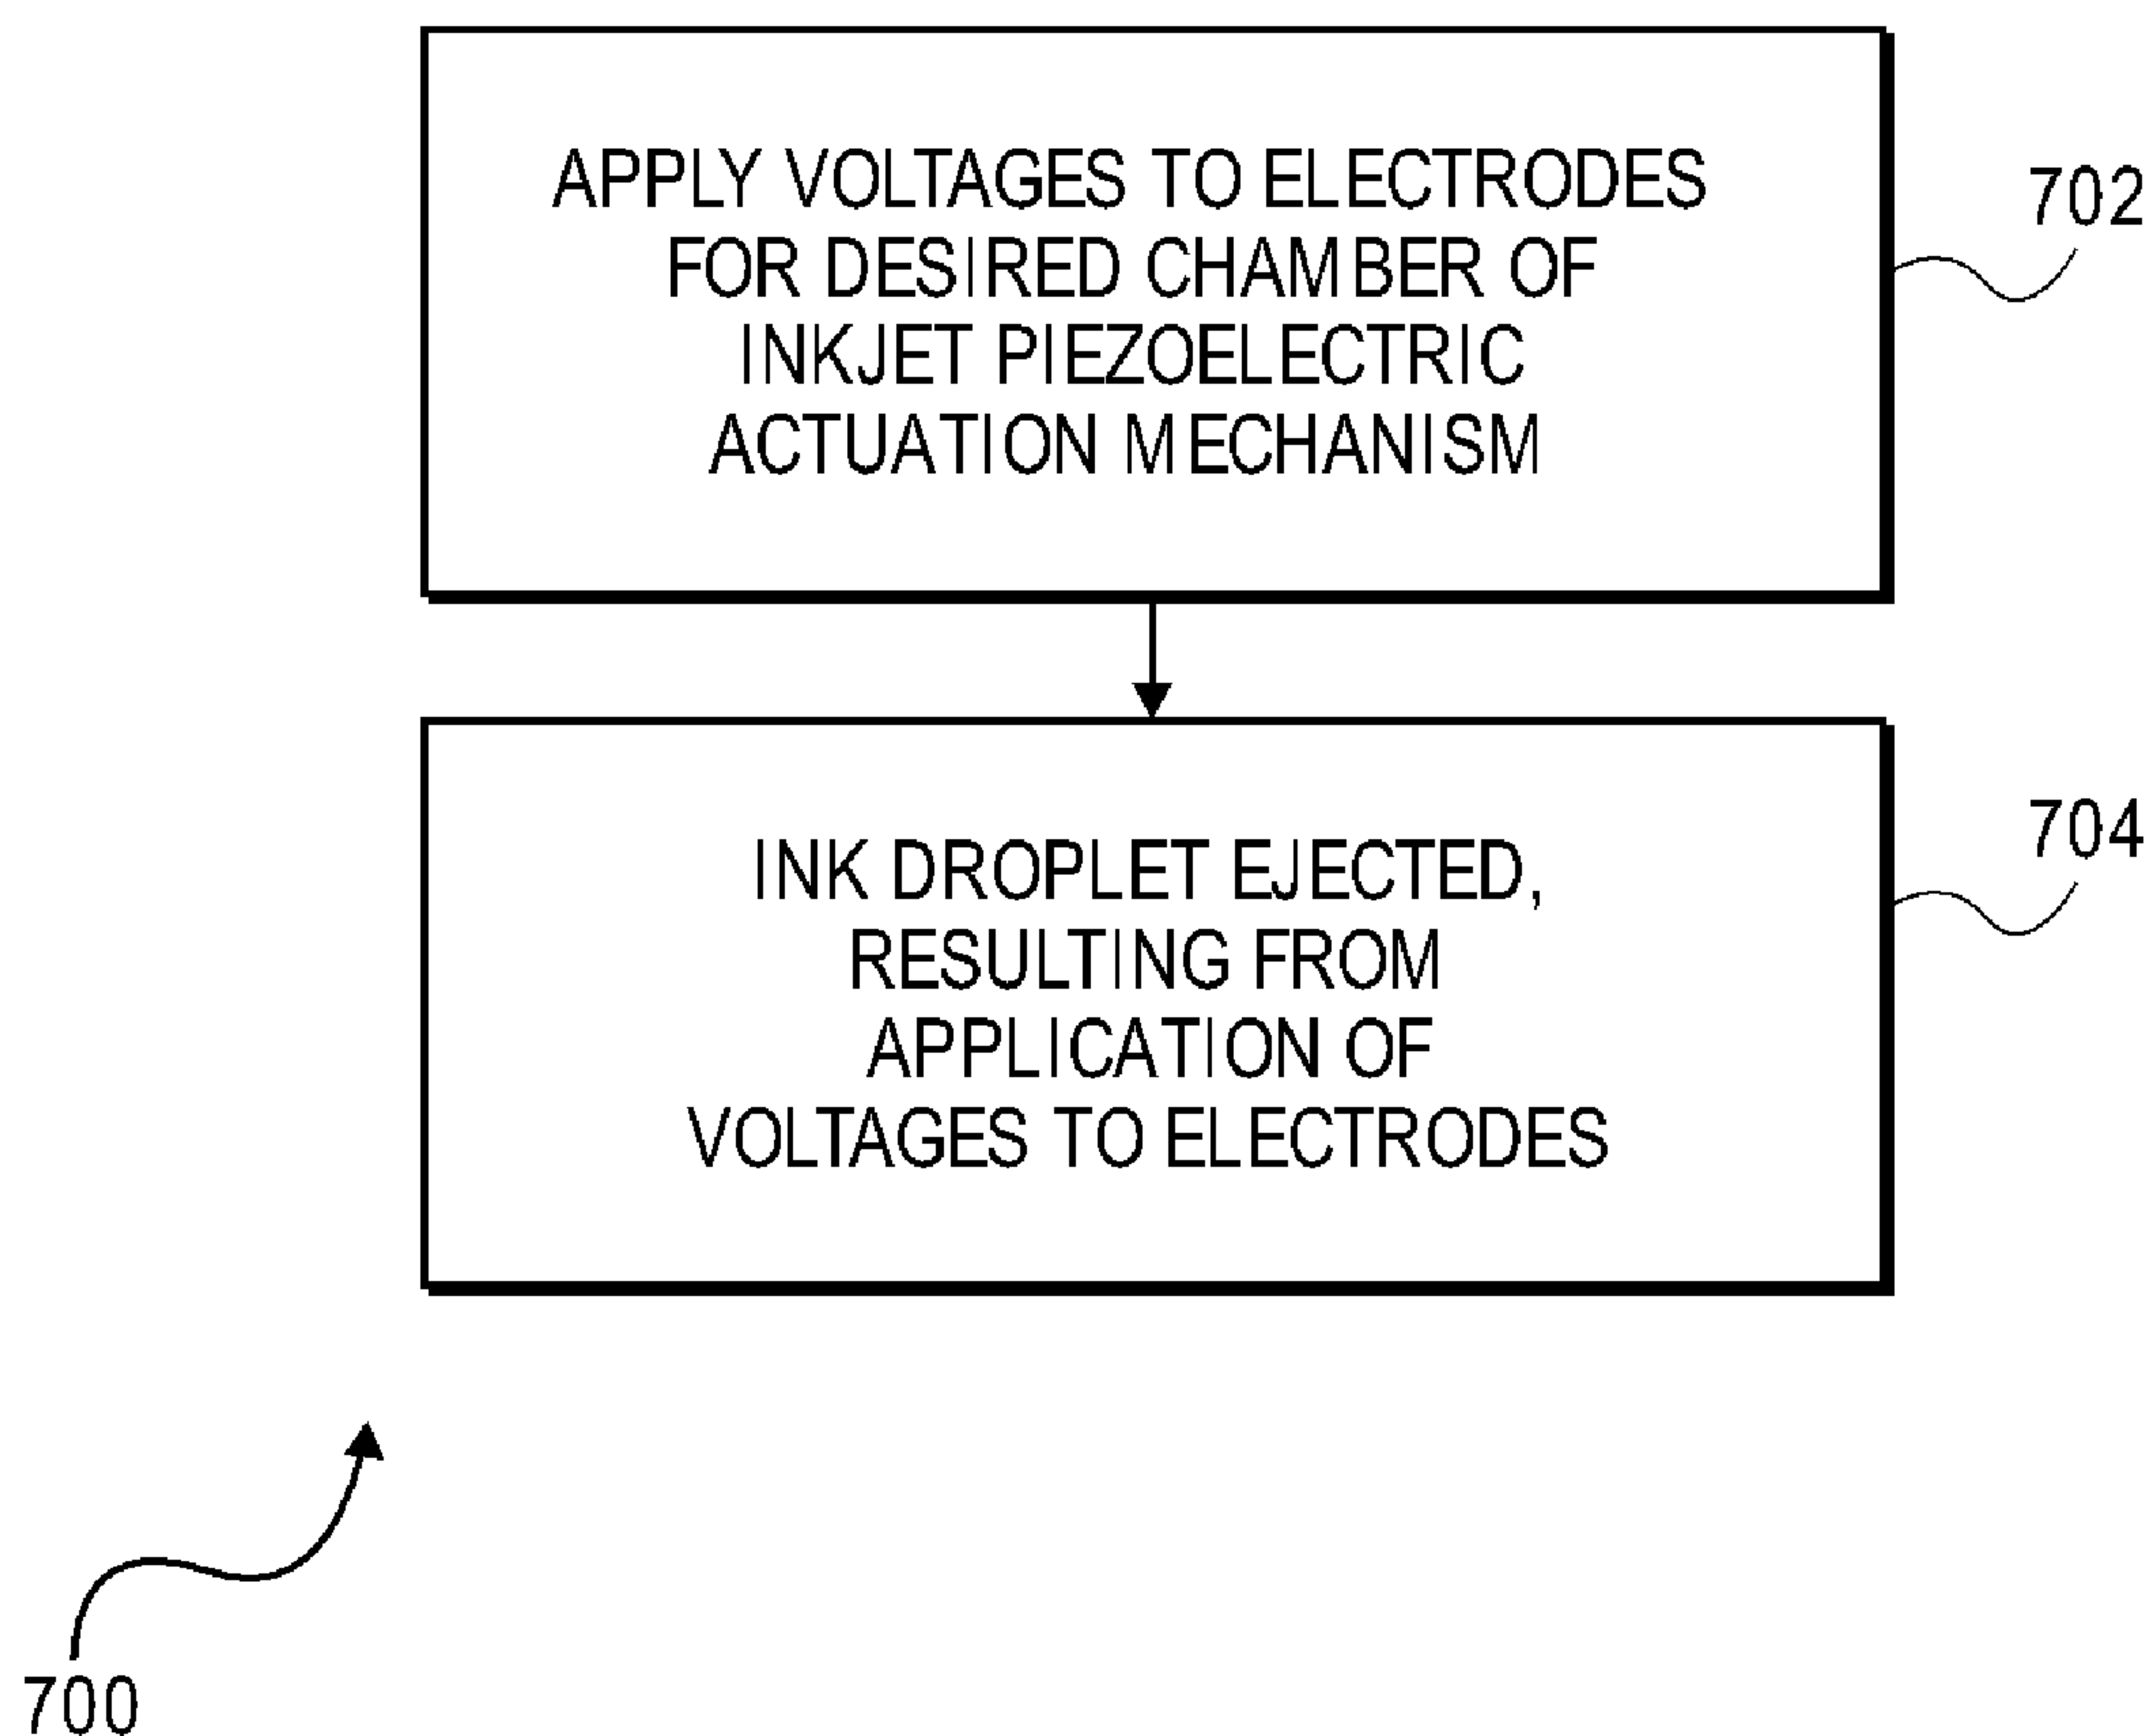 APPLY VOLTAGES TO ELECTRODES
FOR DESIRED CHAMBER OF
INKJET PIEZOELECTRIC
ACTUATION MECHANISM
702
INK DROPLET EJECTED,
RESULTING FROM
APPLICATION OF
VOLTAGES TO ELECTRODES
704
700